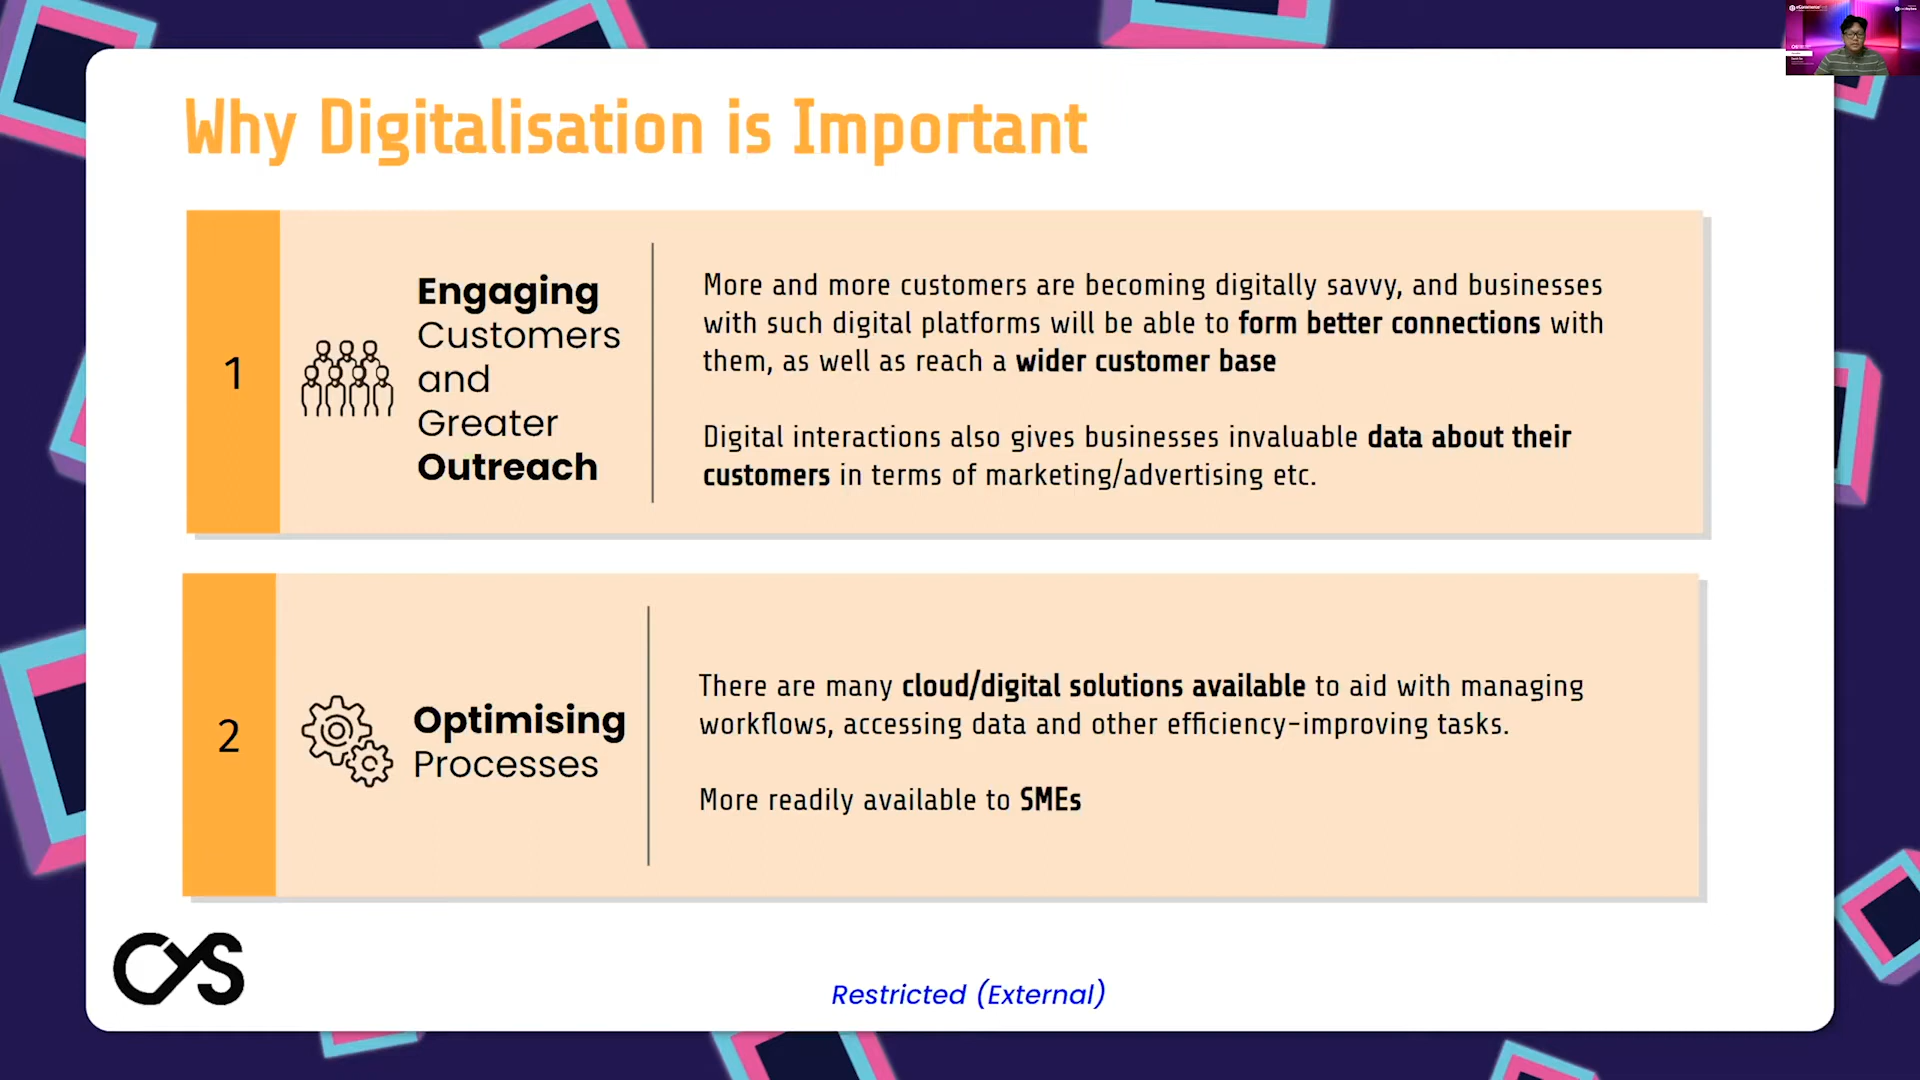 Why Digitalisation is Important
1
Engaging
Customers
and
Greater
Outreach
More and more customers are becoming digitally savvy, and businesses
with such digital platforms will be able to form better connections with
them, as well as reach a wider customer base
Digital interactions also gives businesses invaluable data about their
customers in terms of marketing/advertising etc.
2
Optimising
Processes
There are many cloud/digital solutions available to aid with managing
workflows, accessing data and other efficiency-improving tasks.
More readily available to SMEs
CYS
Restricted (External)